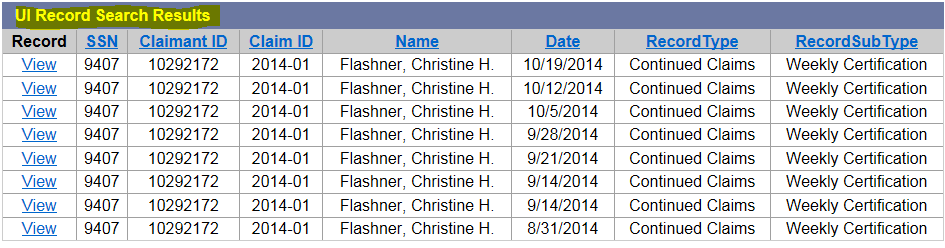 UI Record Search Results
Record SSN Claimant ID Claim ID Name Date RecordType RecordSubType
View 9407 10292172 2014-01 Flashner, Christine H. 10/19/2014 Continued Claims Weekly Certification
View 9407 10292172 2014-01 Flashner, Christine H. 10/12/2014 Continued Claims Weekly Certification
View 9407 10292172 2014-01 Flashner, Christine H. 10/5/2014 Continued Claims Weekly Certification
View 9407 10292172 2014-01 Flashner, Christine H. 9/28/2014 Continued Claims Weekly Certification
View 9407 10292172 2014-01 Flashner, Christine H. 9/21/2014 Continued Claims Weekly Certification
View 9407 10292172 2014-01 Flashner, Christine H. 9/14/2014 Continued Claims Weekly Certification
View 9407 10292172 2014-01 Flashner, Christine H. 9/14/2014 Continued Claims Weekly Certification
View 9407 10292172 2014-01 Flashner, Christine H. 8/31/2014 Continued Claims Weekly Certification